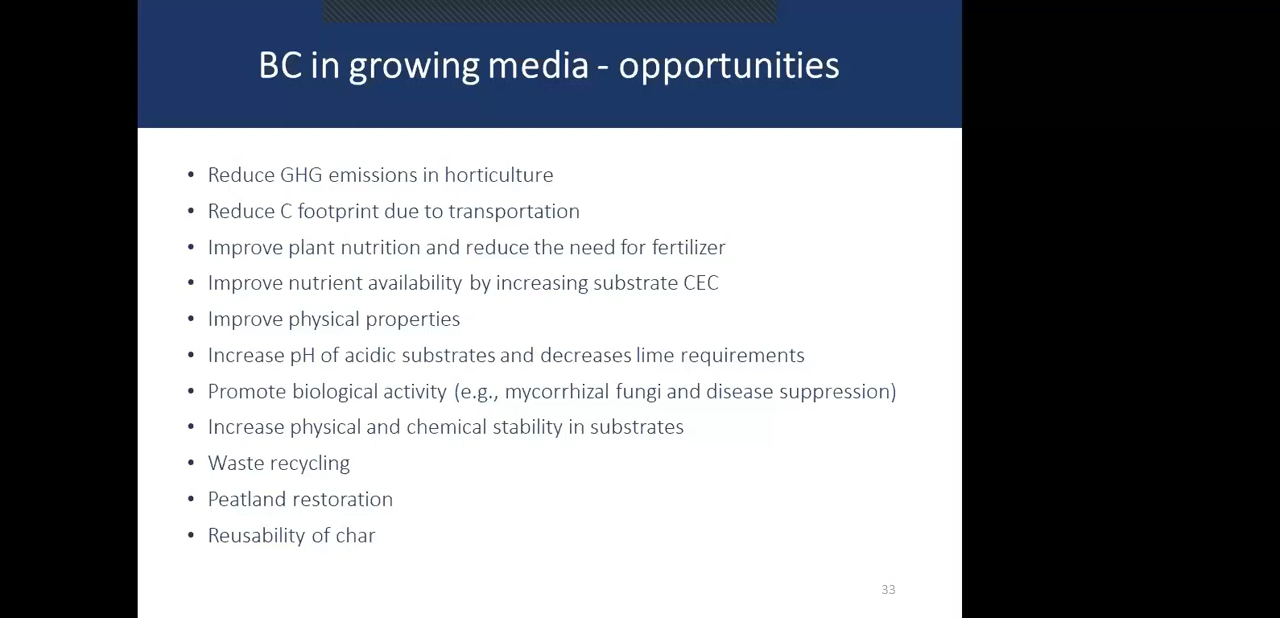 BC in growing media - opportunities
• Reduce GHG emissions in horticulture
• Reduce C footprint due to transportation
• Improve plant nutrition and reduce the need for fertilizer
• Improve nutrient availability by increasing substrate CEC
• Improve physical properties
• Increase pH of acidic substrates and decreases lime requirements
• Promote biological activity (e.g., mycorrhizal fungi and disease suppression)
• Increase physical and chemical stability in substrates
• Waste recycling
• Peatland restoration
• Reusability of char
33